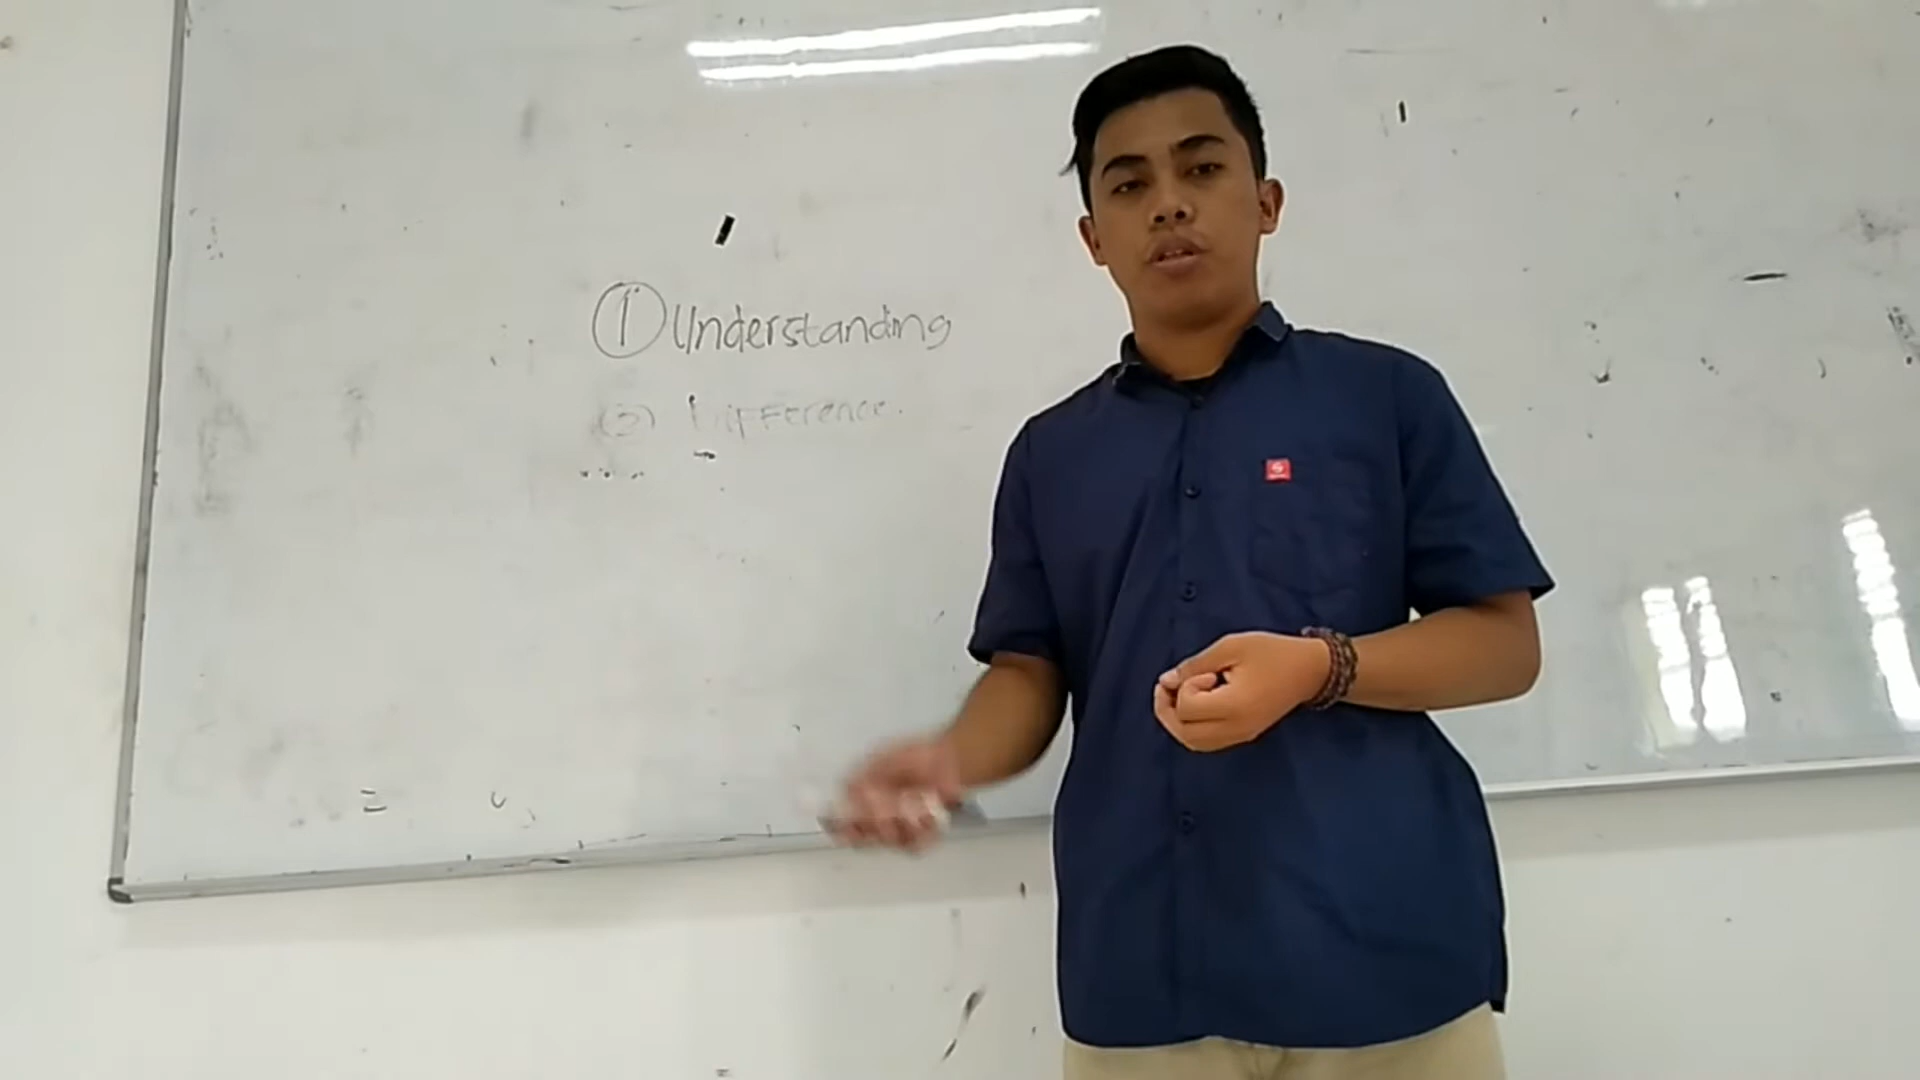 ① Understanding
(2) Difference.